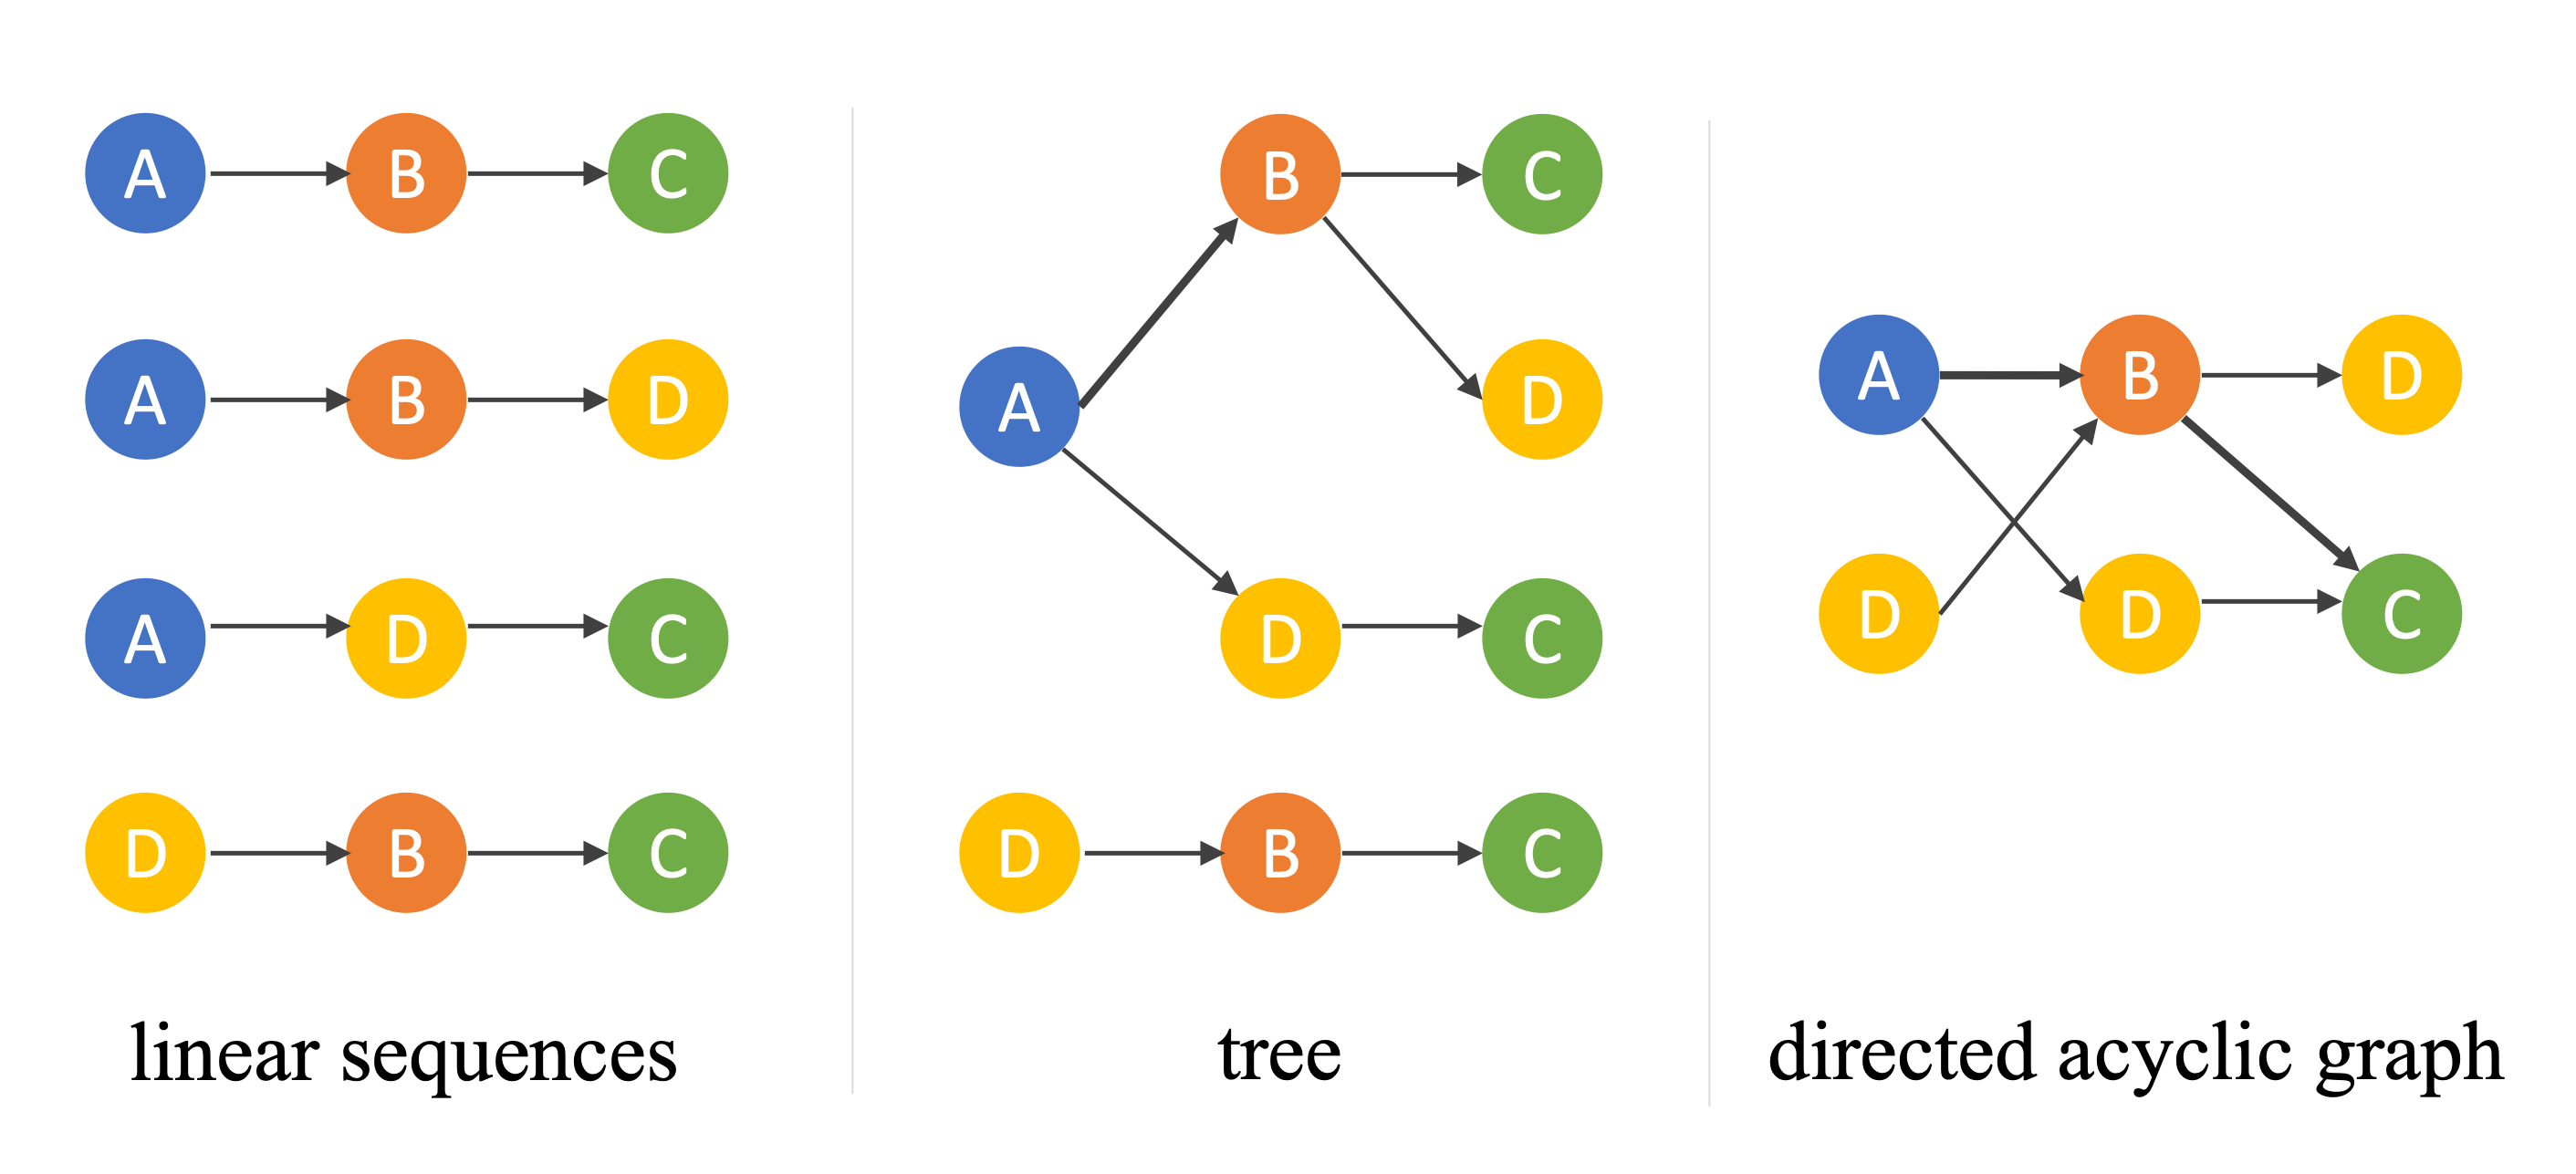 A B C
A B D
A D C
D B C
linear sequences
B C
A D
D C
D B C
tree
A B D
D D C
directed acyclic graph